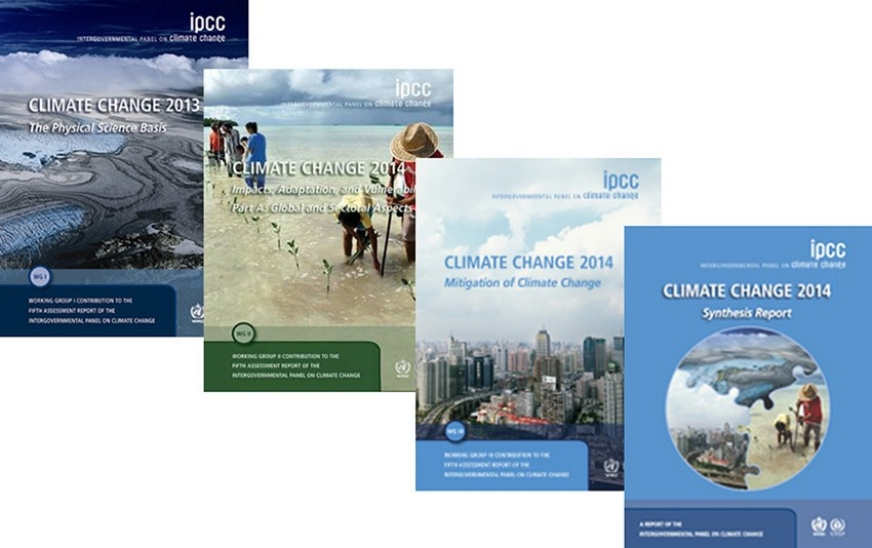 ipcc
INTERGOVERNMENTAL PANEL ON climate change
CLIMATE CHANGE 2013
The Physical Science Basis
WG I
WORKING GROUP I CONTRIBUTION TO THE
FIFTH ASSESSMENT REPORT OF THE
INTERGOVERNMENTAL PANEL ON CLIMATE CHANGE
ipcc
INTERGOVERNMENTAL PANEL ON climate change
CLIMATE CHANGE 2014
Impacts, Adaptation, and Vulnerabil
Part A: Global and Sectoral Aspects
WG II
WORKING GROUP II CONTRIBUTION TO THE
FIFTH ASSESSMENT REPORT OF THE
INTERGOVERNMENTAL PANEL ON CLIMATE CHANGE
ipcc
INTERGOVERNMENTAL PANEL ON climate change
CLIMATE CHANGE 2014
Mitigation of Climate Change
WG III
WORKING GROUP III CONTRIBUTION TO THE
FIFTH ASSESSMENT REPORT OF THE
INTERGOVERNMENTAL PANEL ON CLIMATE CHANGE
ipcc
INTERGOVERNMENTAL PANEL ON climate change
CLIMATE CHANGE 2014
Synthesis Report
A REPORT OF THE
INTERGOVERNMENTAL PANEL ON CLIMATE CHANGE